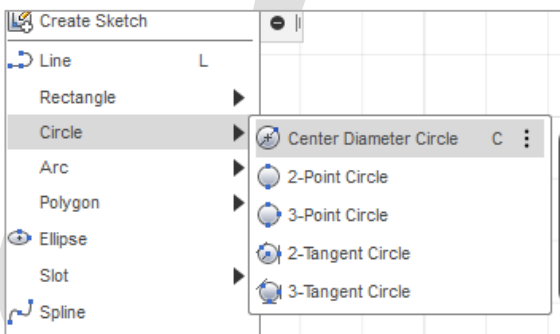 Create Sketch
Line L
Rectangle
Circle
Center Diameter Circle C
2-Point Circle
3-Point Circle
2-Tangent Circle
3-Tangent Circle
Arc
Polygon
Ellipse
Slot
Spline